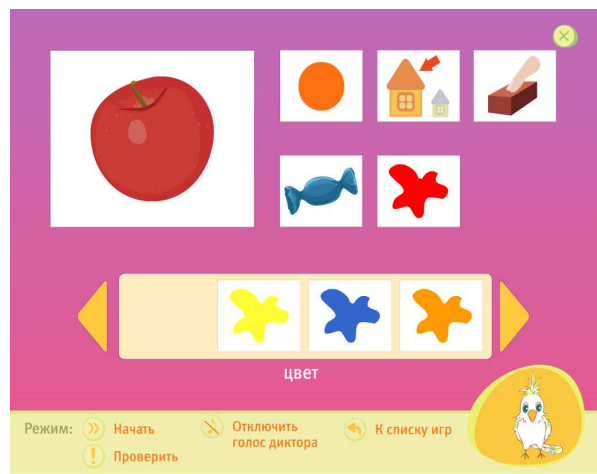 цвет
Режим: Начать
Проверить
Отключить
голос диктора
К списку игр